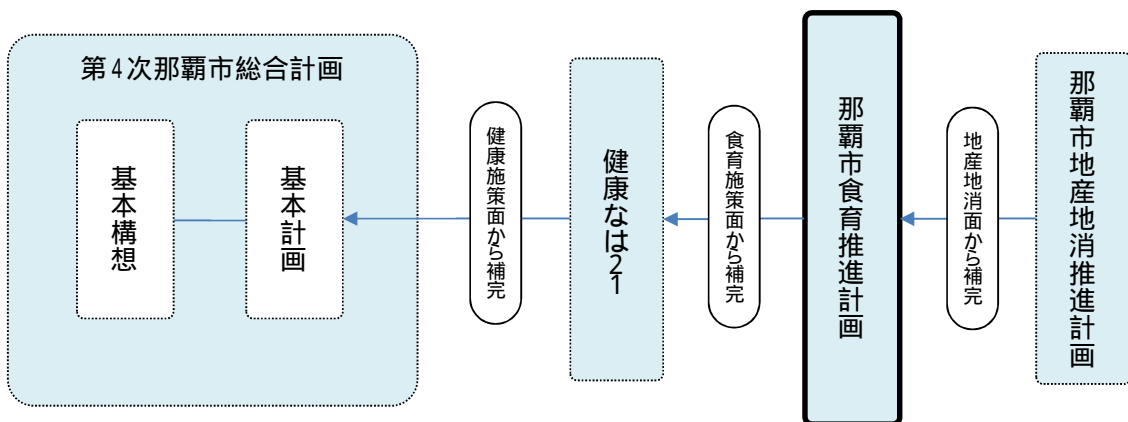 第4次那覇市総合計画
基本構想
基本計画
健康施策面から補完
健康なは21
食育施策面から補完
那覇市食育推進計画
地産地消面から補完
那覇市地産地消推進計画